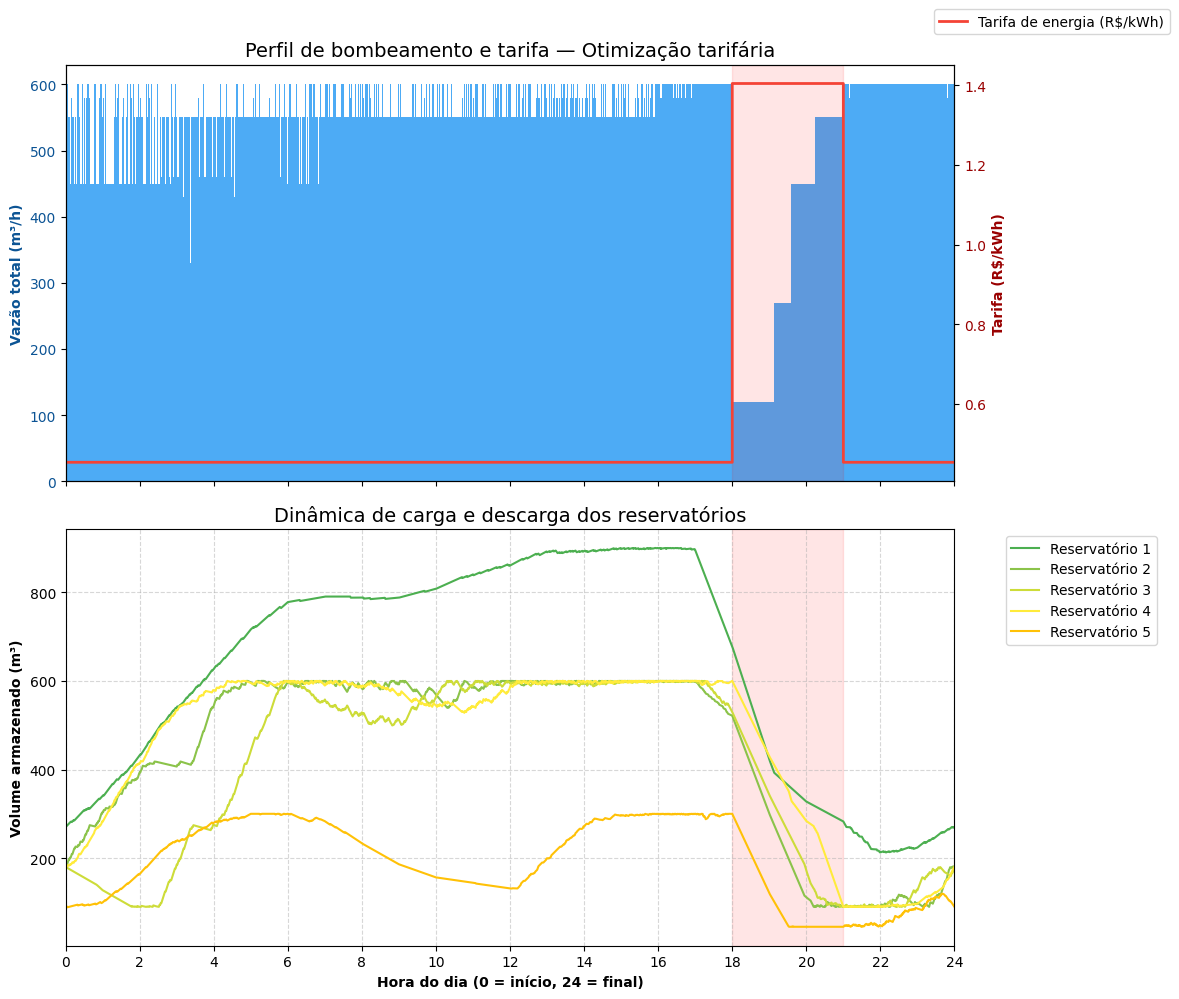 Tarifa de energia (R$/kWh)
Perfil de bombeamento e tarifa — Otimização tarifária
600
500
400
300
200
100
0
Vazão total (m³/h)
1.4
1.2
1.0
0.8
0.6
Tarifa (R$/kWh)
Dinâmica de carga e descarga dos reservatórios
800
600
400
200
Volume armazenado (m³)
Reservatório 1
Reservatório 2
Reservatório 3
Reservatório 4
Reservatório 5
0 2 4 6 8 10 12 14 16 18 20 22 24
Hora do dia (0 = início, 24 = final)